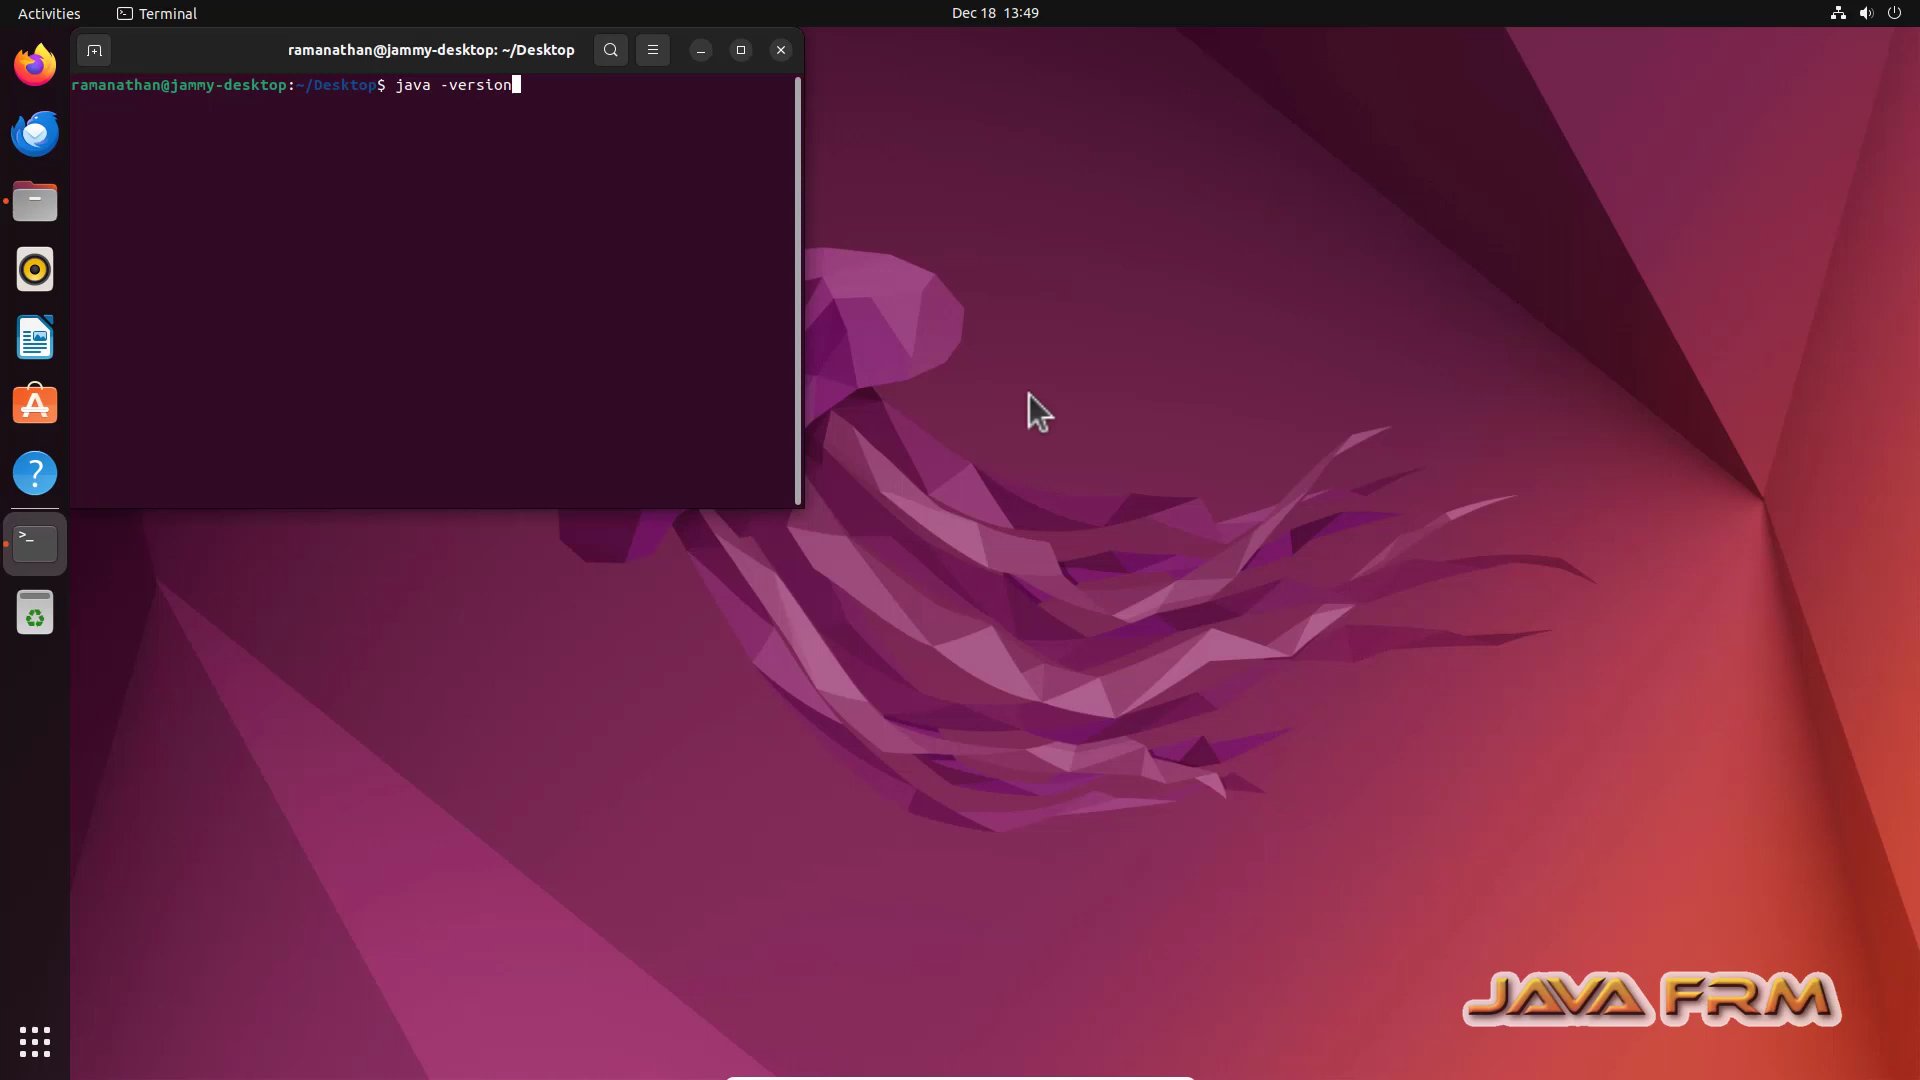 Activities
Terminal
Dec 18 13:49
ramanathan@jammy-desktop: ~/Desktop
ramanathan@jammy-desktop:~/Desktop$ java -version
JAVA FRM